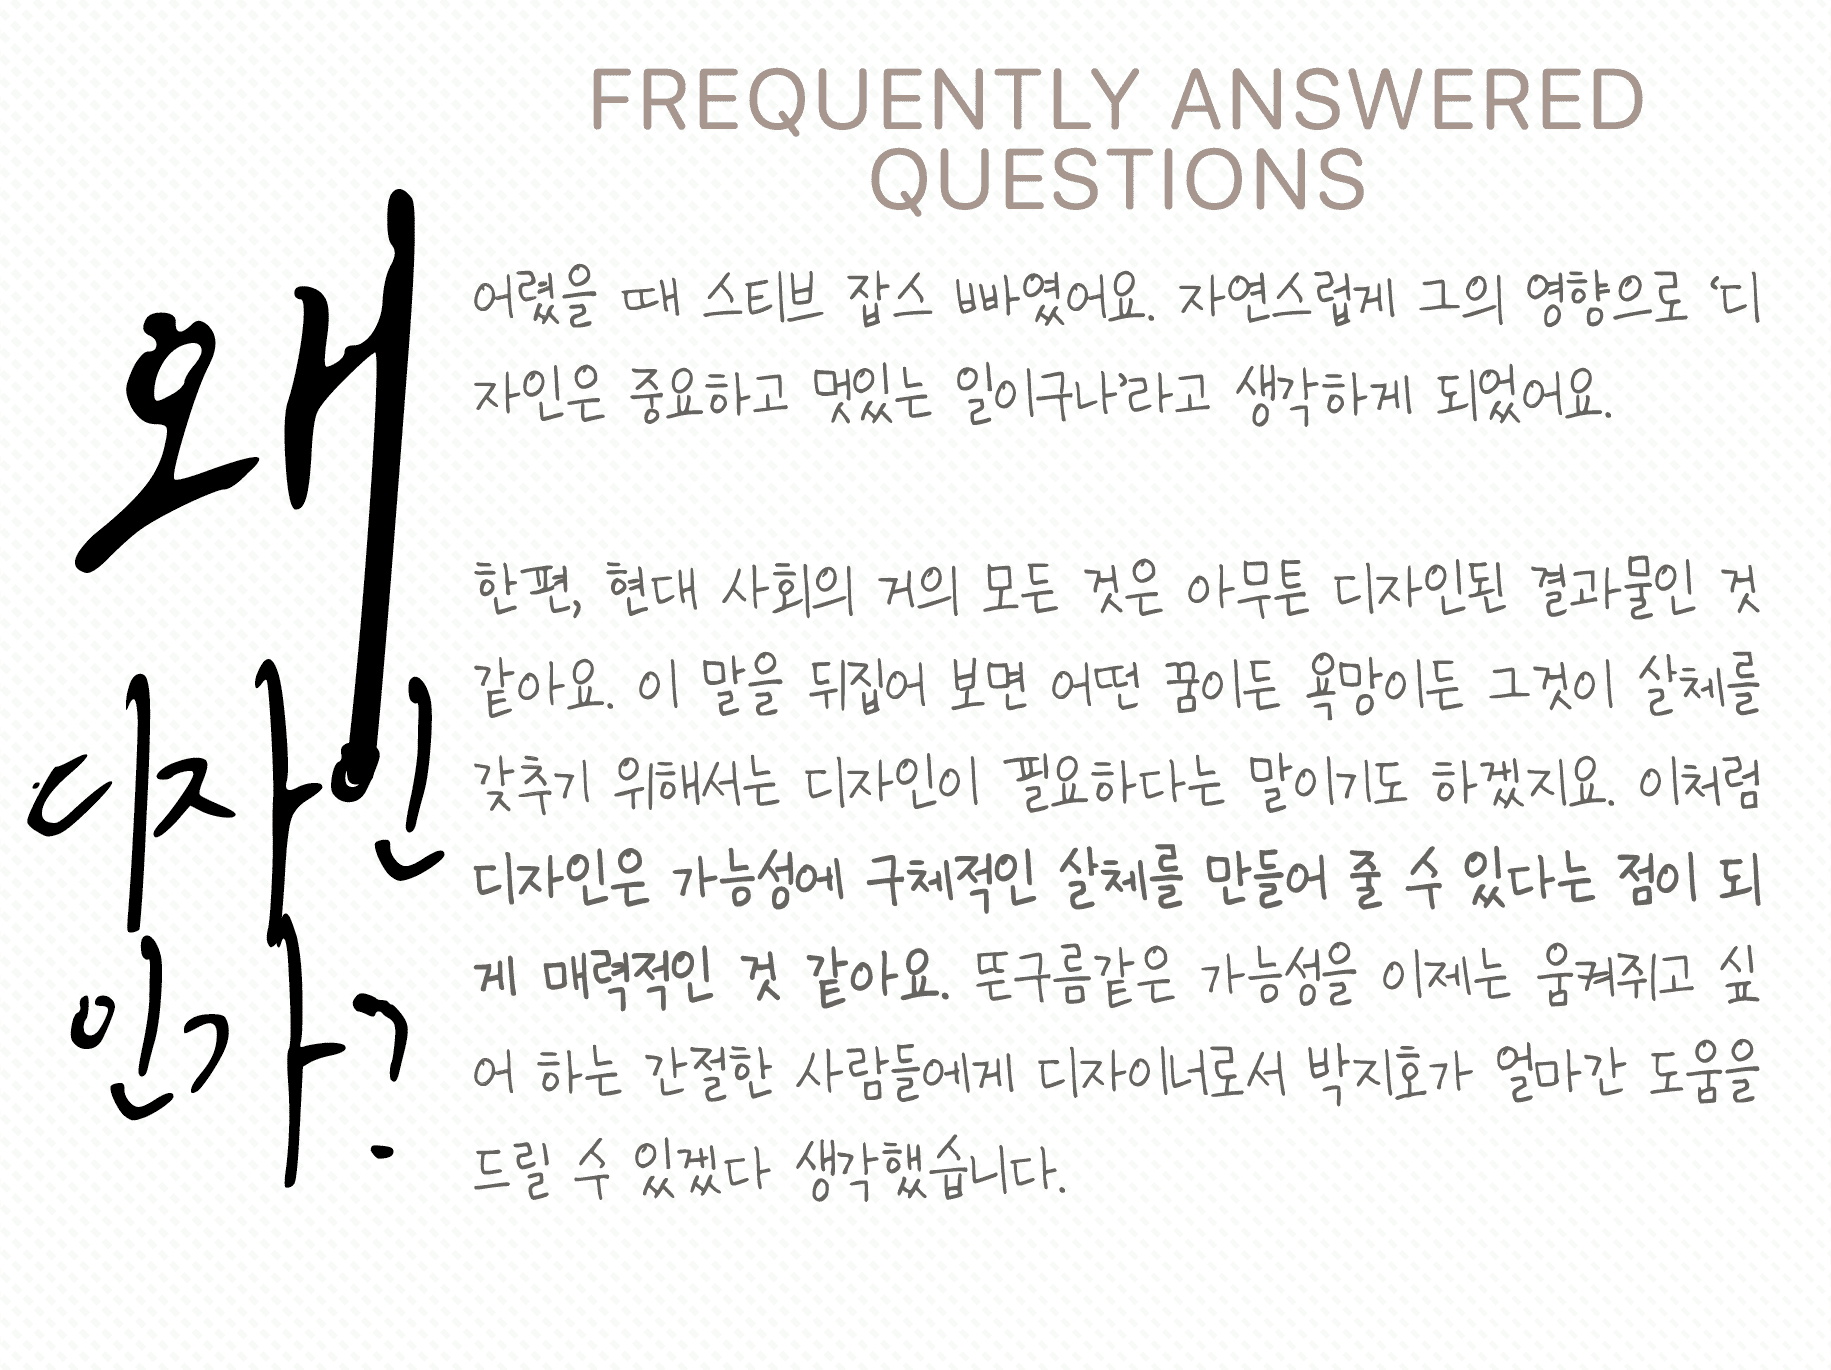 FREQUENTLY ANSWERED
QUESTIONS
왜
디자인
인가?
어렸을 때 스티브 잡스 빠였어요. 자연스럽게 그의 영향으로 ‘디
자인은 중요하고 멋있는 일이구나’라고 생각하게 되었어요.
한편, 현대 사회의 거의 모든 것은 아무튼 디자인된 결과물인 것
같아요. 이 말을 뒤집어 보면 어떤 꿈이든 욕망이든 그것이 살체를
갖추기 위해서는 디자인이 필요하다는 말이기도 하겠지요. 이처럼
디자인은 가능성에 구체적인 살체를 만들어 줄 수 있다는 점이 되
게 매력적인 것 같아요. 뜬구름같은 가능성을 이제는 움켜쥐고 싶
어 하는 간절한 사람들에게 디자이너로서 박지호가 얼마간 도움을
드릴 수 있겠다 생각했습니다.